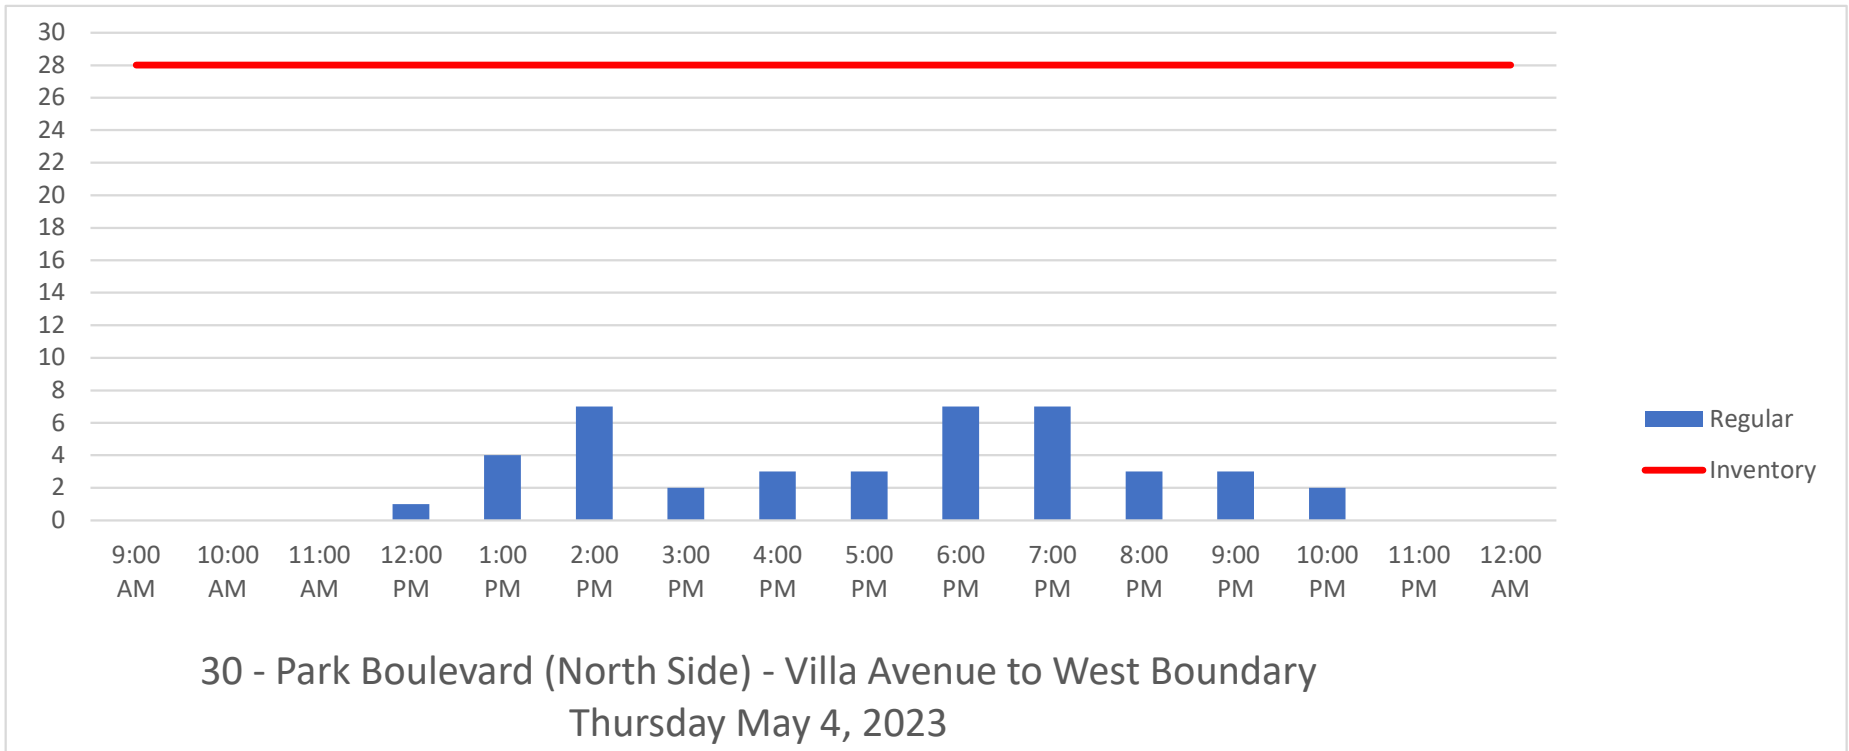 30
28
26
24
22
20
18
16
14
12
10
8
6
4
2
0
9:00 AM
10:00 AM
11:00 AM
12:00 PM
1:00 PM
2:00 PM
3:00 PM
4:00 PM
5:00 PM
6:00 PM
7:00 PM
8:00 PM
9:00 PM
10:00 PM
11:00 PM
12:00 AM
Regular
Inventory
30 - Park Boulevard (North Side) - Villa Avenue to West Boundary
Thursday May 4, 2023